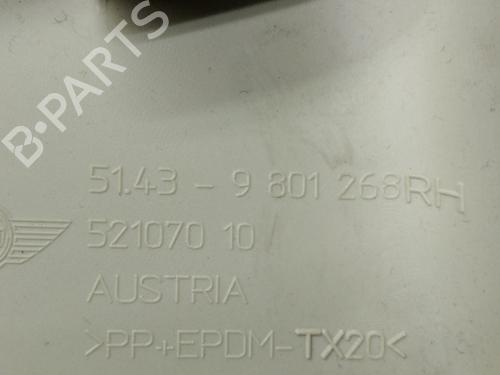 B-PARTS
51.43 - 9 801 268RH
521070 10
AUSTRIA
>PP+EPDM-TX20<